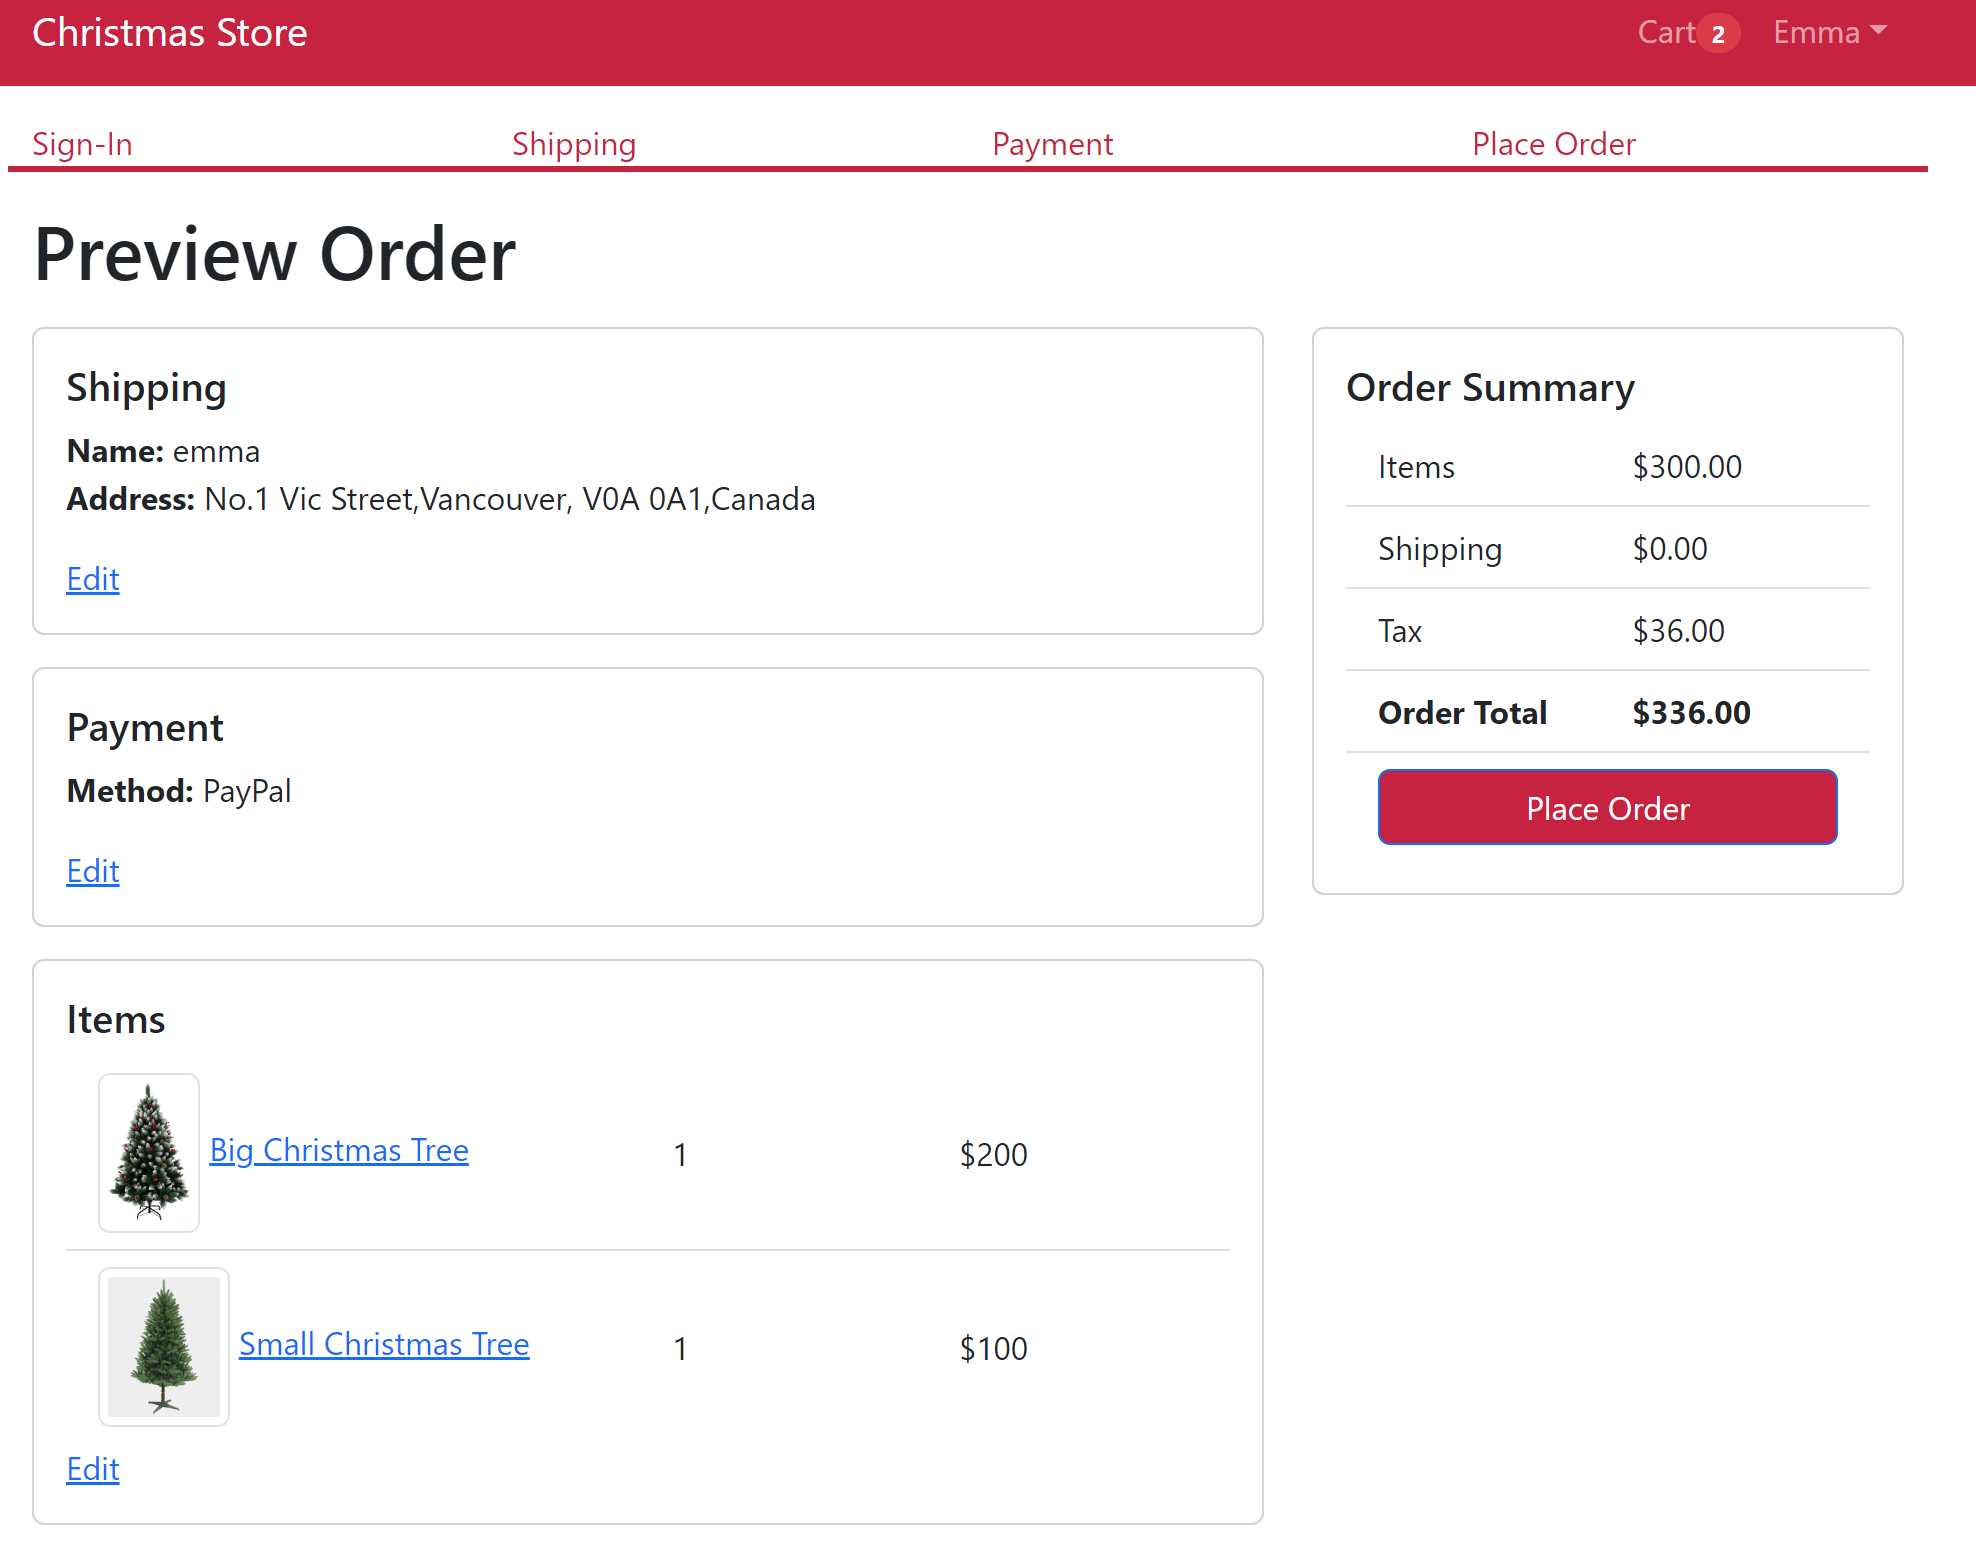 Christmas Store
Cart 2
Emma
Sign-In
Shipping
Payment
Place Order
Preview Order
Shipping
Name: emma
Address: No.1 Vic Street,Vancouver, V0A 0A1,Canada
Edit
Payment
Method: PayPal
Edit
Items
Big Christmas Tree 1 $200
Small Christmas Tree 1 $100
Edit
Order Summary
Items $300.00
Shipping $0.00
Tax $36.00
Order Total $336.00
Place Order